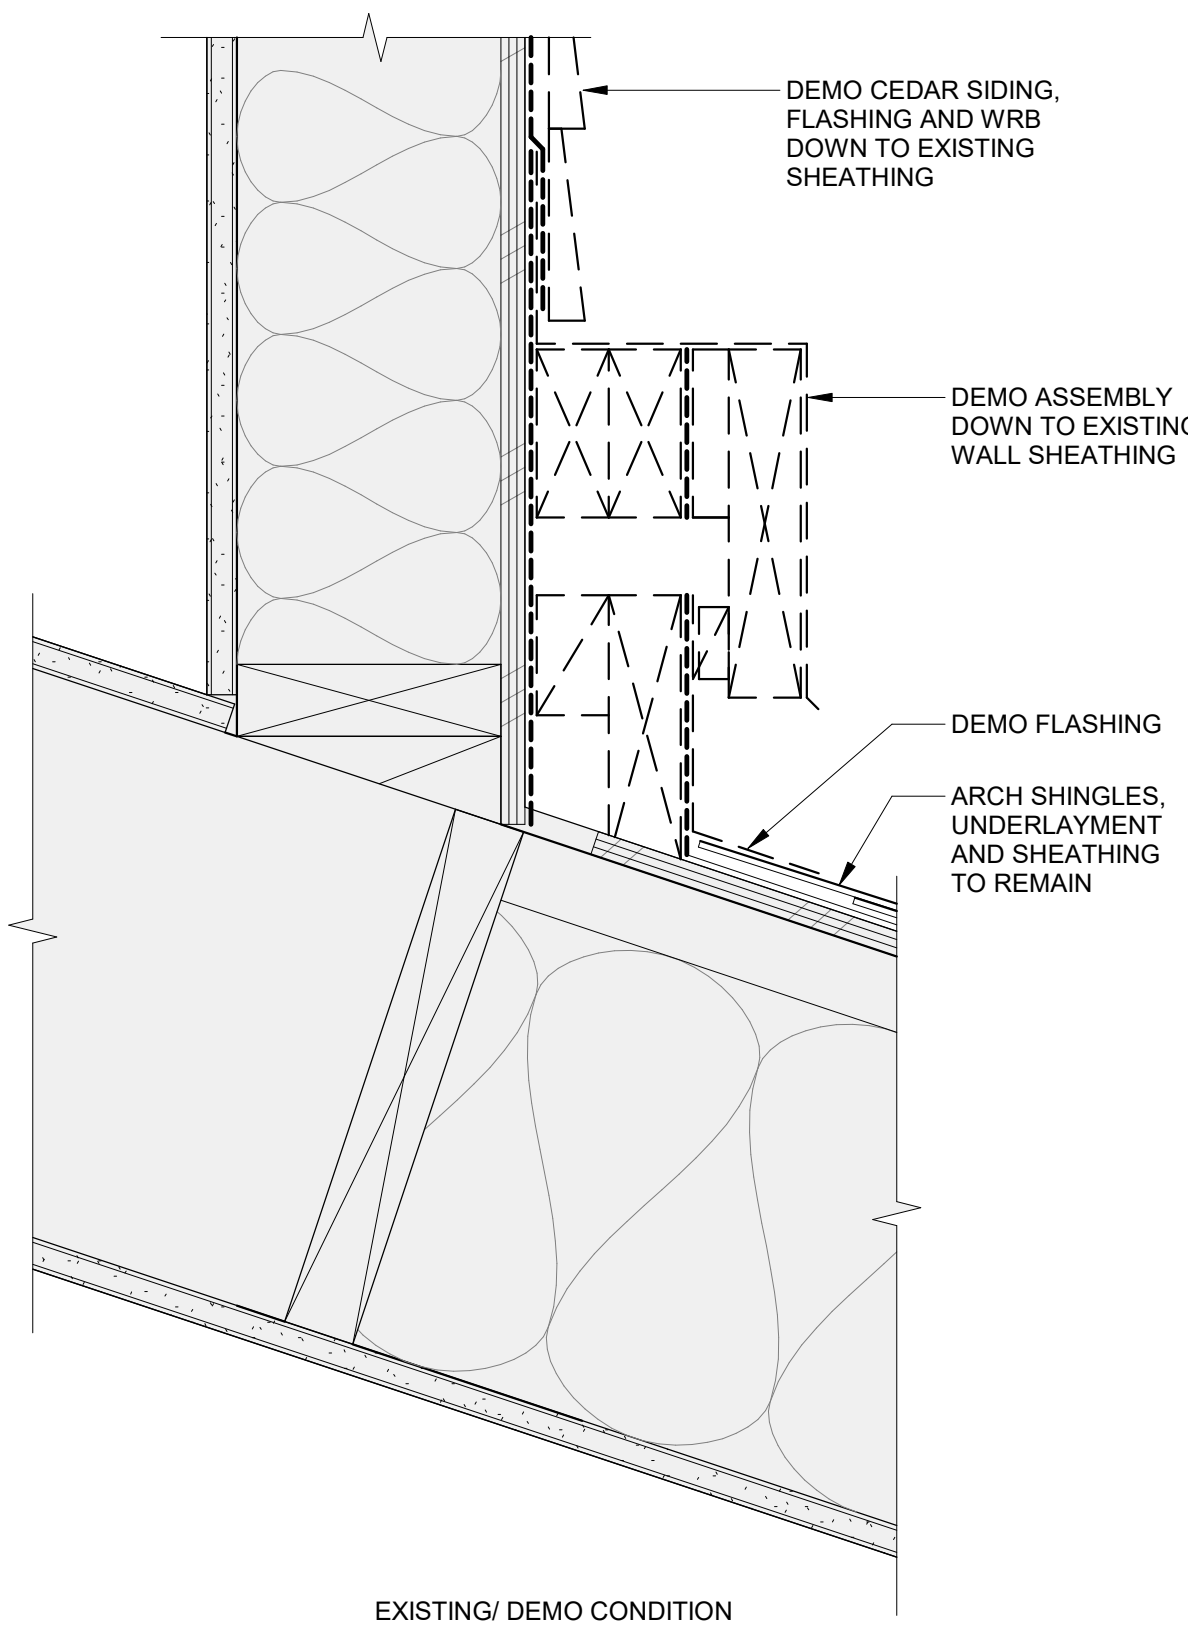 DEMO CEDAR SIDING,
FLASHING AND WRB
DOWN TO EXISTING
SHEATHING
DEMO ASSEMBLY
DOWN TO EXISTING
WALL SHEATHING
DEMO FLASHING
ARCH SHINGLES,
UNDERLAYMENT
AND SHEATHING
TO REMAIN
EXISTING/ DEMO CONDITION